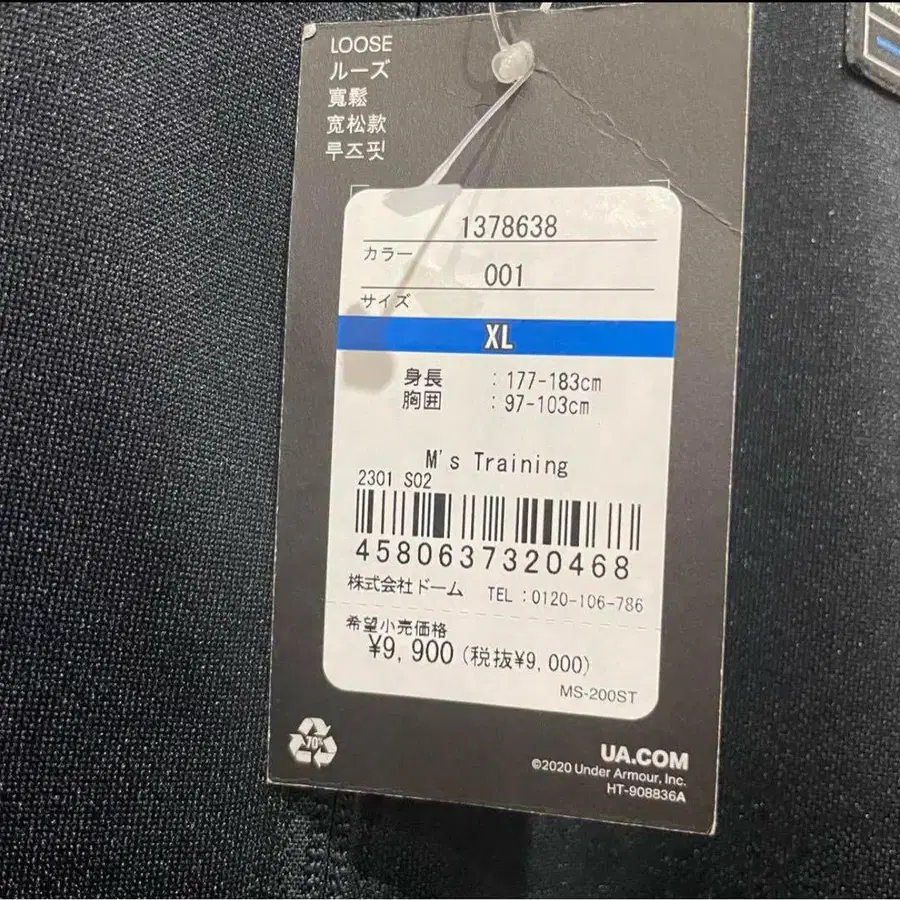 LOOSE
ルーズ
寬鬆
宽松款
루즈핏
1378638
カラー
001
サイズ
XL
身長 : 177-183cm
胸囲 : 97-103cm
M's Training
2301 S02
4580637320468
株式会社ドーム TEL:0120-106-786
希望小売価格
¥9,900(税抜¥9,000)
MS-200ST
70%
UA.COM
©2020 Under Armour, Inc.
HT-908836A